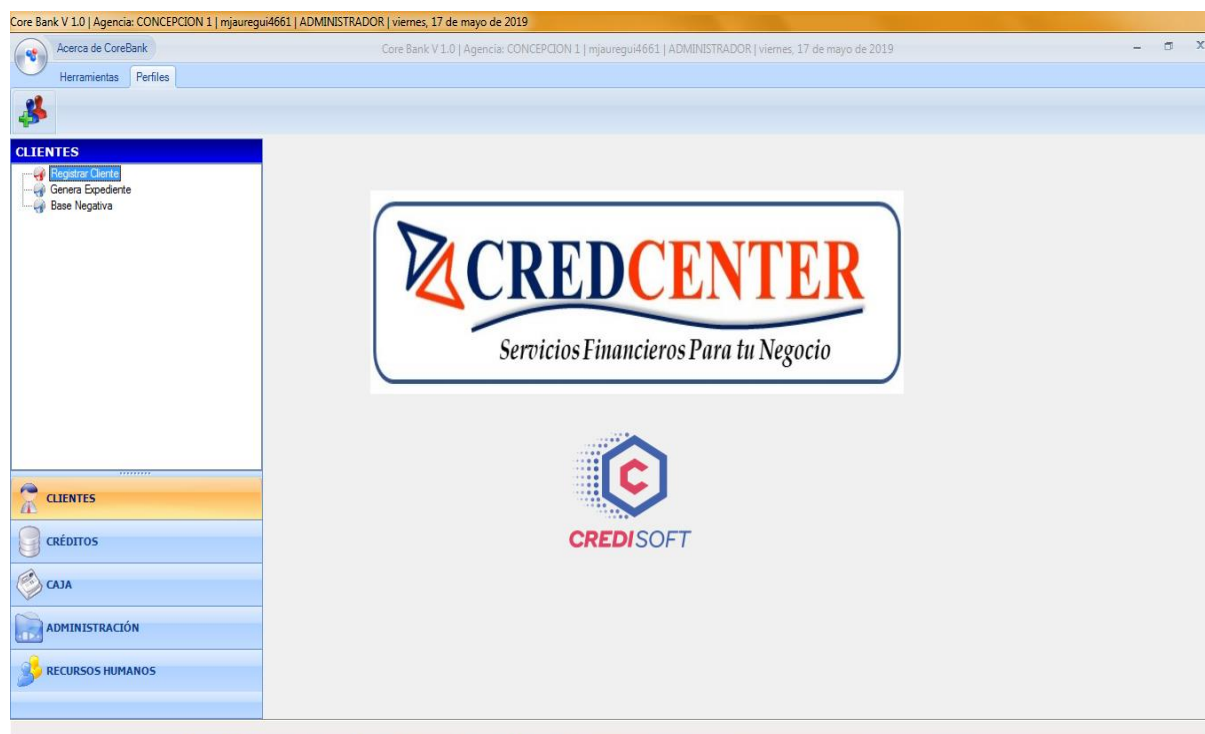 Core Bank V 1.0 | Agencia: CONCEPCION 1 | mjauregui4661 | ADMINISTRADOR | viernes, 17 de mayo de 2019
Acerca de CoreBank
Core Bank V 1.0 | Agencia: CONCEPCION 1 | mjauregui4661 | ADMINISTRADOR | viernes, 17 de mayo de 2019
Herramientas Perfiles
CLIENTES
Registrar Cliente
Genera Expediente
Base Negativa
CREDCENTER
Servicios Financieros Para tu Negocio
C
CREDISOFT
CLIENTES
CRÉDITOS
CAJA
ADMINISTRACIÓN
RECURSOS HUMANOS